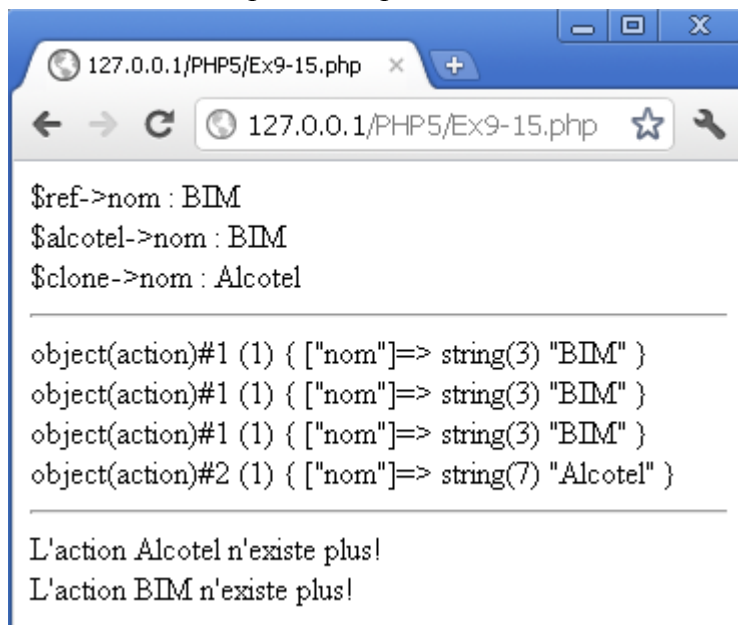 127.0.0.1/PHP5/Ex9-15.php
127.0.0.1/PHP5/Ex9-15.php
$ref->nom : BIM
$alcotel->nom : BIM
$clone->nom : Alcotel
object(action)#1 (1) { ["nom"]=> string(3) "BIM" }
object(action)#1 (1) { ["nom"]=> string(3) "BIM" }
object(action)#1 (1) { ["nom"]=> string(3) "BIM" }
object(action)#2 (1) { ["nom"]=> string(7) "Alcotel" }
L'action Alcotel n'existe plus!
L'action BIM n'existe plus!